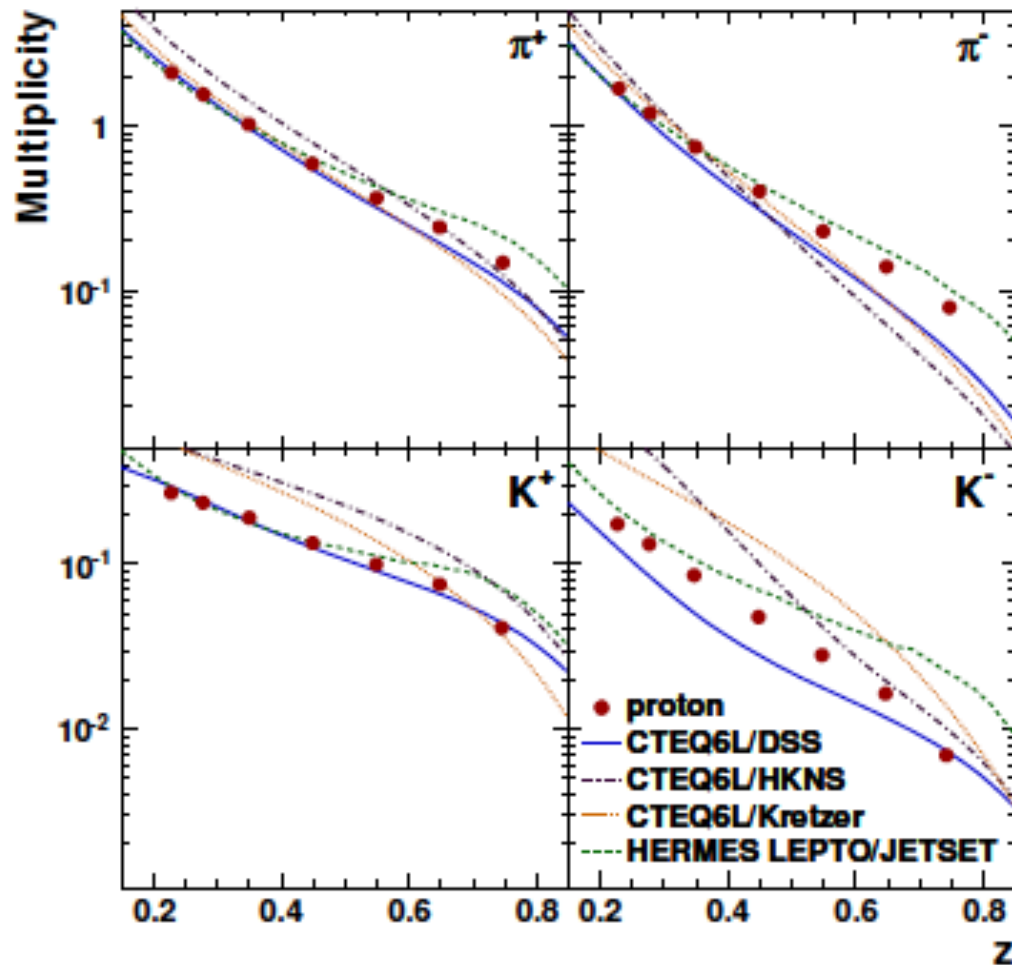 Multiplicity
π+
π-
1
10-1
K+
K-
10-1
10-2
proton
CTEQ6L/DSS
CTEQ6L/HKNS
CTEQ6L/Kretzer
HERMES LEPTO/JETSET
0.2 0.4 0.6 0.8 0.2 0.4 0.6 0.8
z